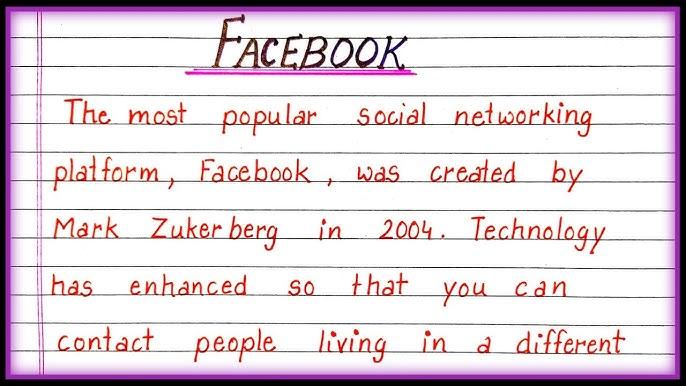 FACEBOOK
The most popular social networking
platform, Facebook, was created by
Mark Zukerberg in 2004. Technology
has enhanced so that you can
contact people living in a different